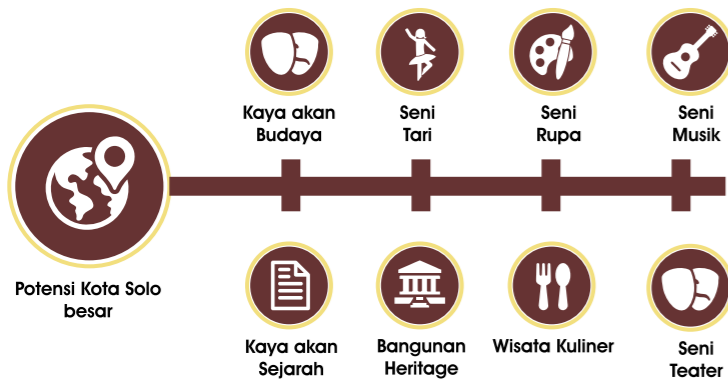 Kaya akan
Budaya
Seni
Tari
Seni
Rupa
Seni
Musik
Potensi Kota Solo
besar
Kaya akan
Sejarah
Bangunan
Heritage
Wisata Kuliner
Seni
Teater